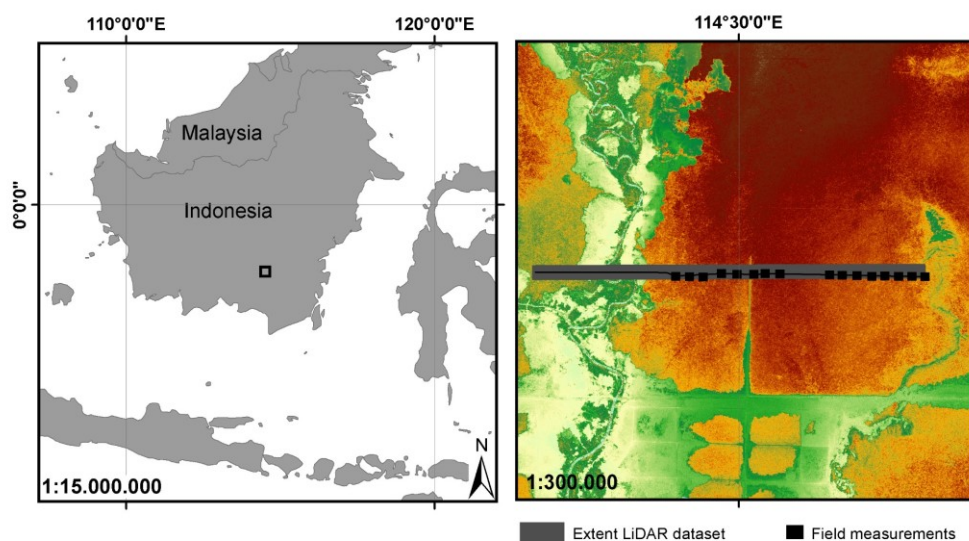 110°0'0"E
120°0'0"E
114°30'0"E
0°0'0"
Malaysia
Indonesia
N
1:15.000.000
1:300.000
Extent LiDAR dataset
Field measurements